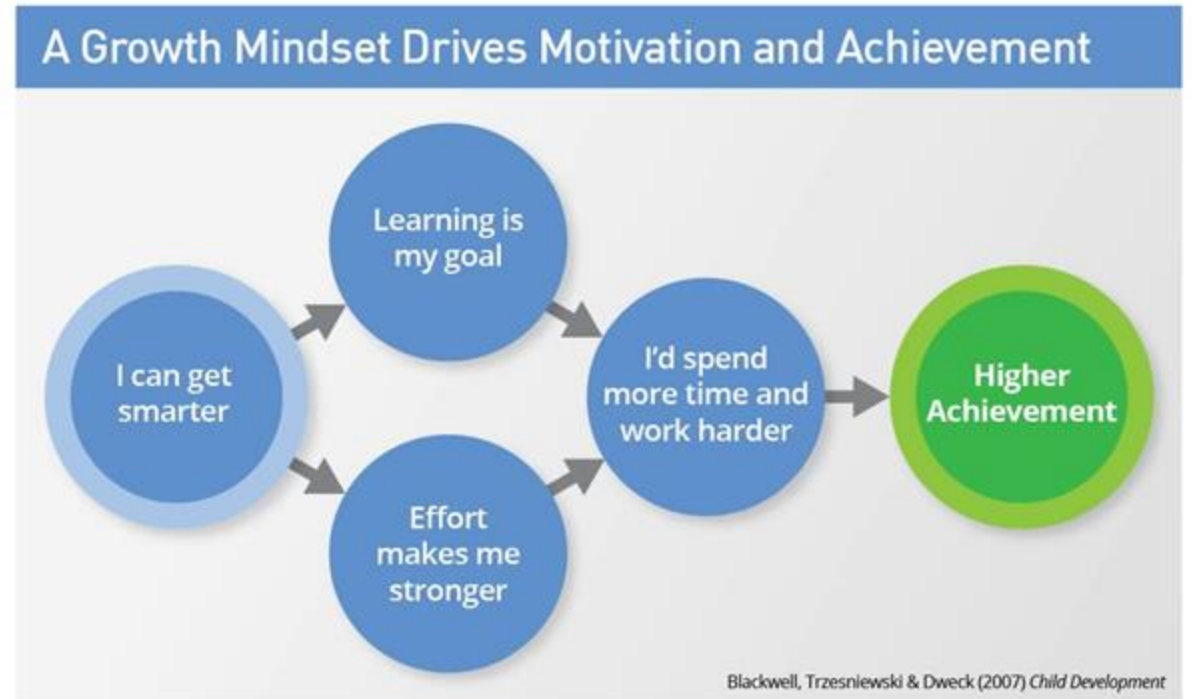 A Growth Mindset Drives Motivation and Achievement
I can get
smarter
Learning is
my goal
Effort
makes me
stronger
I'd spend
more time and
work harder
Higher
Achievement
Blackwell, Trzesniewski & Dweck (2007) Child Development